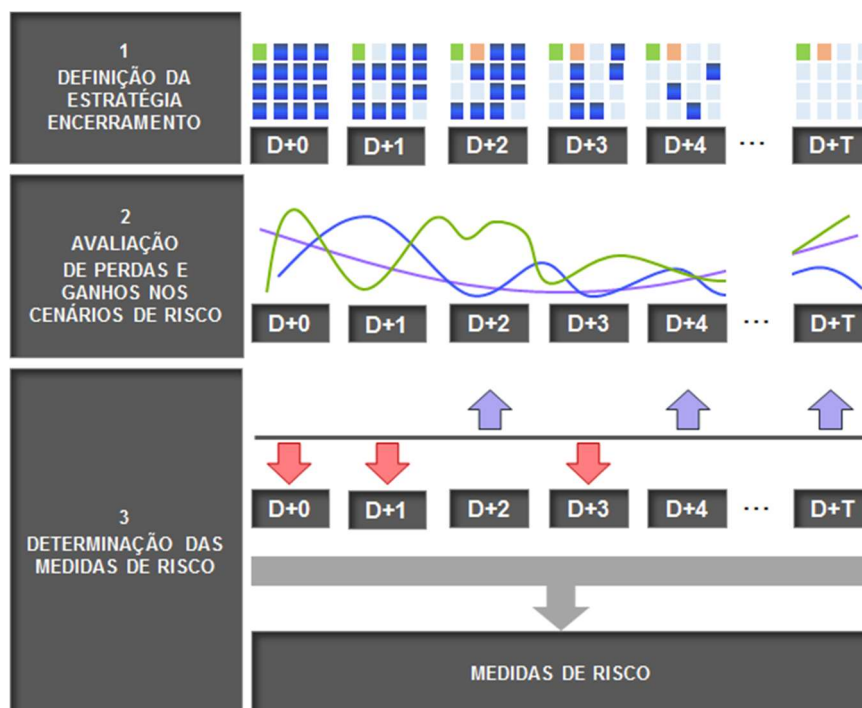 1
DEFINIÇÃO DA
ESTRATÉGIA
ENCERRAMENTO
D+0 D+1 D+2 D+3 D+4 ... D+T
2
AVALIAÇÃO
DE PERDAS E
GANHOS NOS
CENÁRIOS DE RISCO
D+0 D+1 D+2 D+3 D+4 ... D+T
3
DETERMINAÇÃO DAS
MEDIDAS DE RISCO
D+0 D+1 D+2 D+3 D+4 ... D+T
MEDIDAS DE RISCO